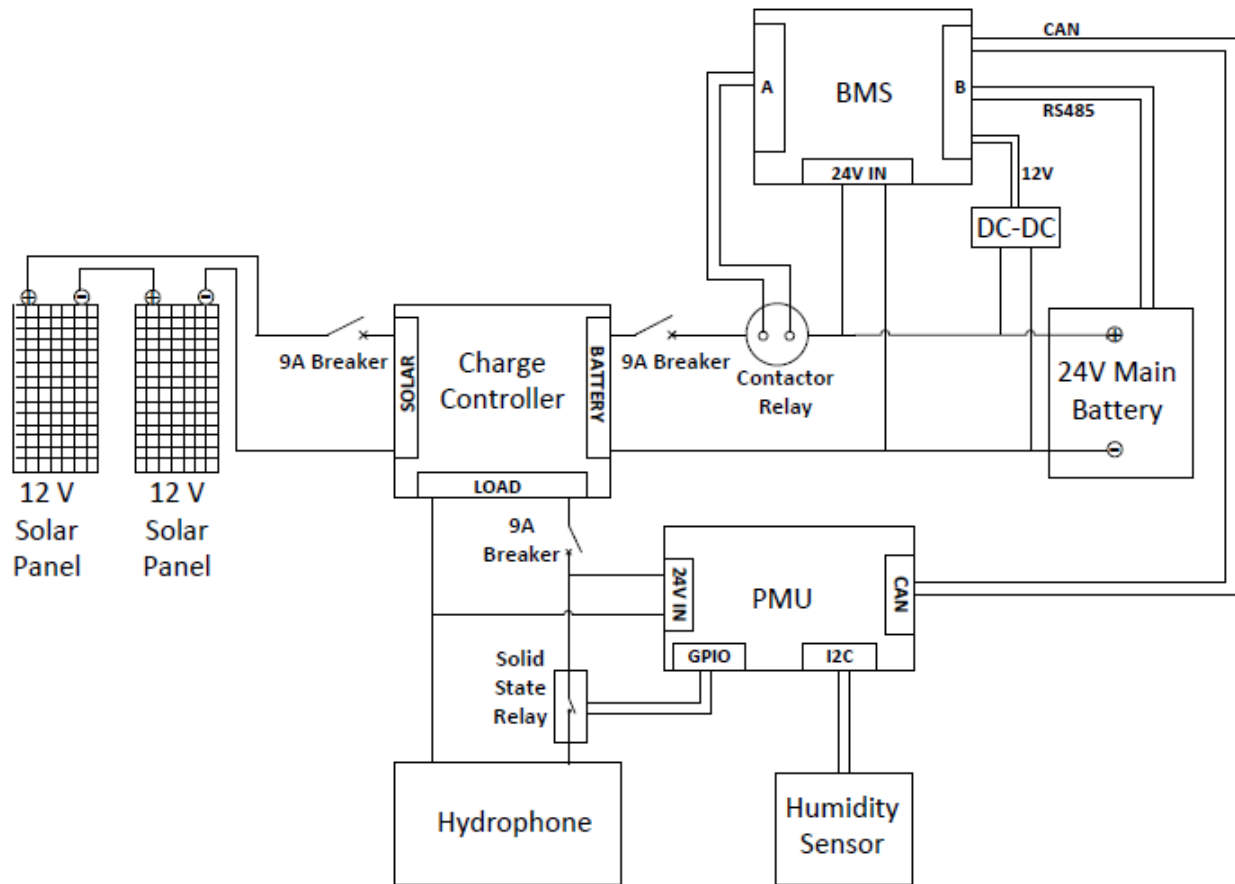 CAN
A
BMS
B
RS485
24V IN
12V
DC-DC
9A Breaker
SOLAR
Charge
Controller
BATTERY
9A Breaker
Contactor
Relay
24V Main
Battery
LOAD
12 V
Solar
Panel
12 V
Solar
Panel
9A
Breaker
24V IN
PMU
CAN
GPIO
I2C
Solid
State
Relay
Hydrophone
Humidity
Sensor